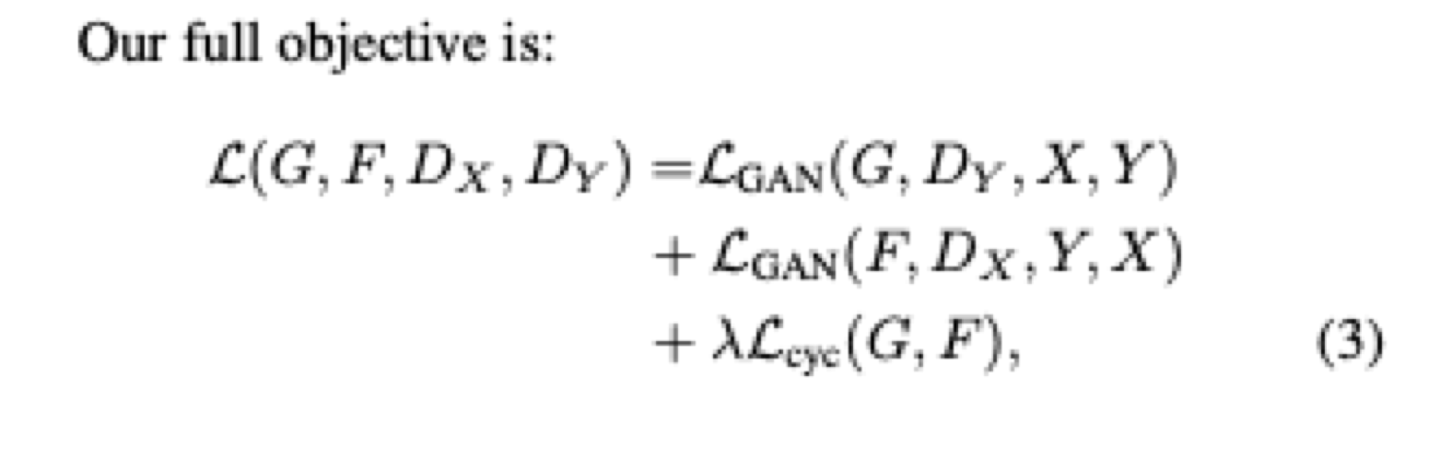 Our full objective is:
ℒ(G, F, D_X, D_Y) =ℒ_GAN(G, D_Y, X, Y)
+ ℒ_GAN(F, D_X, Y, X)
+ λℒ_cyc(G, F), (3)